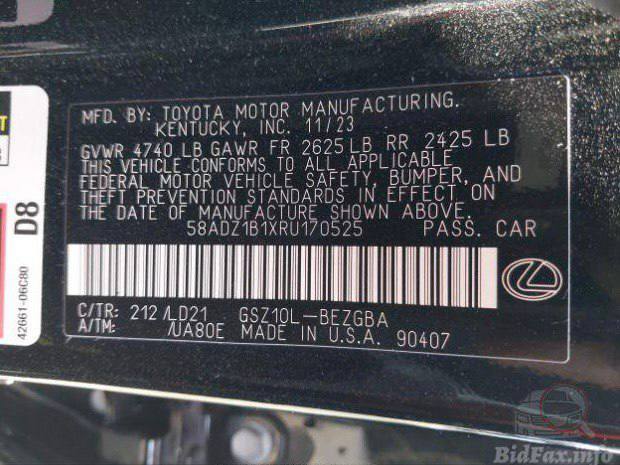 MFD. BY: TOYOTA MOTOR MANUFACTURING.
KENTUCKY, INC. 11/23
GVWR 4740 LB GAWR FR 2625 LB RR 2425 LB
THIS VEHICLE CONFORMS TO ALL APPLICABLE
FEDERAL MOTOR VEHICLE SAFETY, BUMPER, AND
THEFT PREVENTION STANDARDS IN EFFECT ON
THE DATE OF MANUFACTURE SHOWN ABOVE.
58ADZ1B1XRU170525 PASS. CAR
C/TR: 212/LD21 GSZ10L-BEZGBA
A/TM: /UA80E MADE IN U.S.A. 90407
D8
42661-06C80
BidFax.info